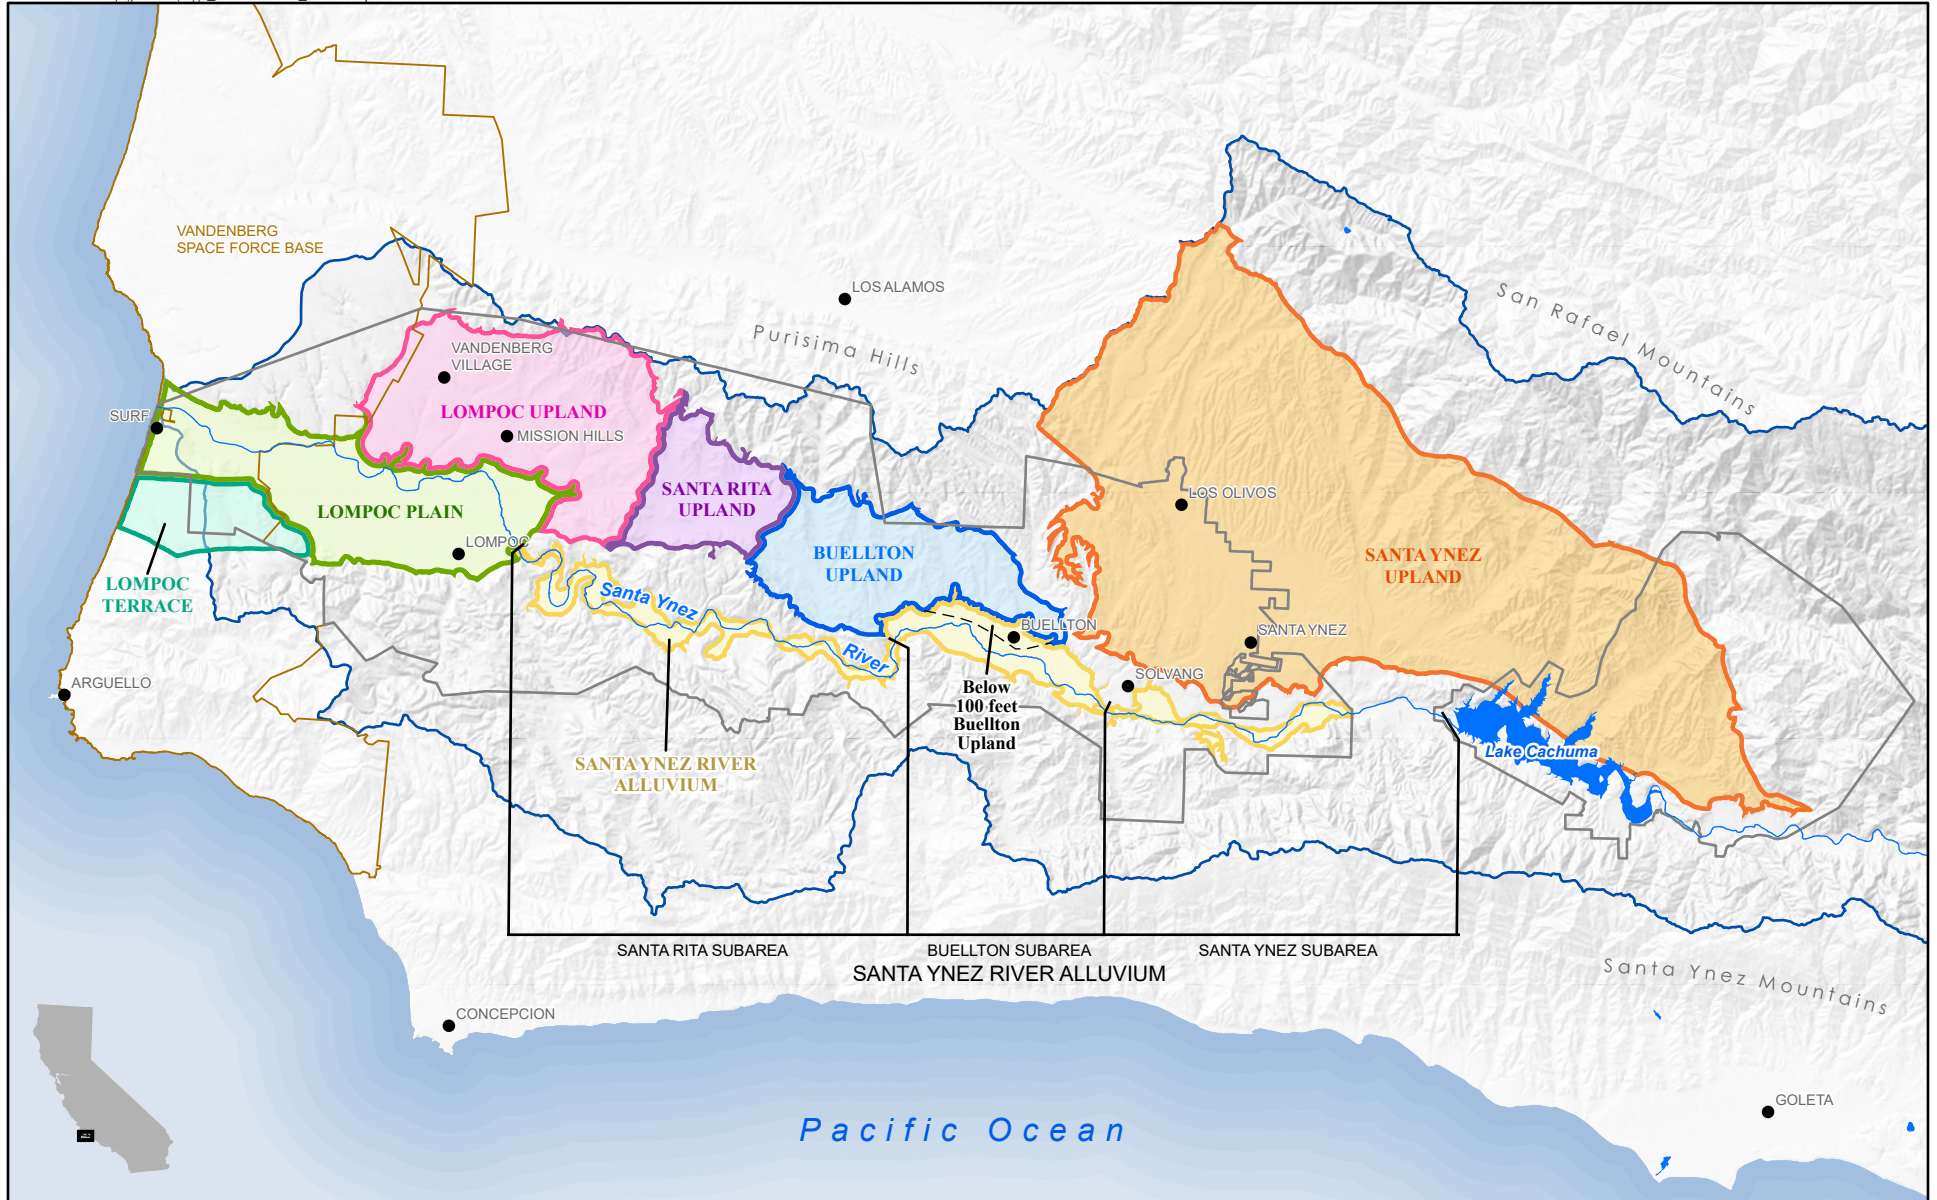 VANDENBERG
SPACE FORCE BASE
LOS ALAMOS
San Rafael Mountains
Purisima Hills
VANDENBERG
VILLAGE
SURF
LOMPOC UPLAND
MISSION HILLS
SANTA RITA
UPLAND
LOS OLIVOS
LOMPOC PLAIN
LOMPOC
BUELLTON
UPLAND
SANTA YNEZ
UPLAND
LOMPOC
TERRACE
Santa Ynez
River
BUELLTON
SANTA YNEZ
ARGUELLO
SOLVANG
Below
100 feet
Buellton
Upland
SANTA YNEZ RIVER
ALLUVIUM
Lake Cachuma
SANTA RITA SUBAREA
BUELLTON SUBAREA
SANTA YNEZ SUBAREA
SANTA YNEZ RIVER ALLUVIUM
Santa Ynez Mountains
CONCEPCION
GOLETA
Pacific Ocean